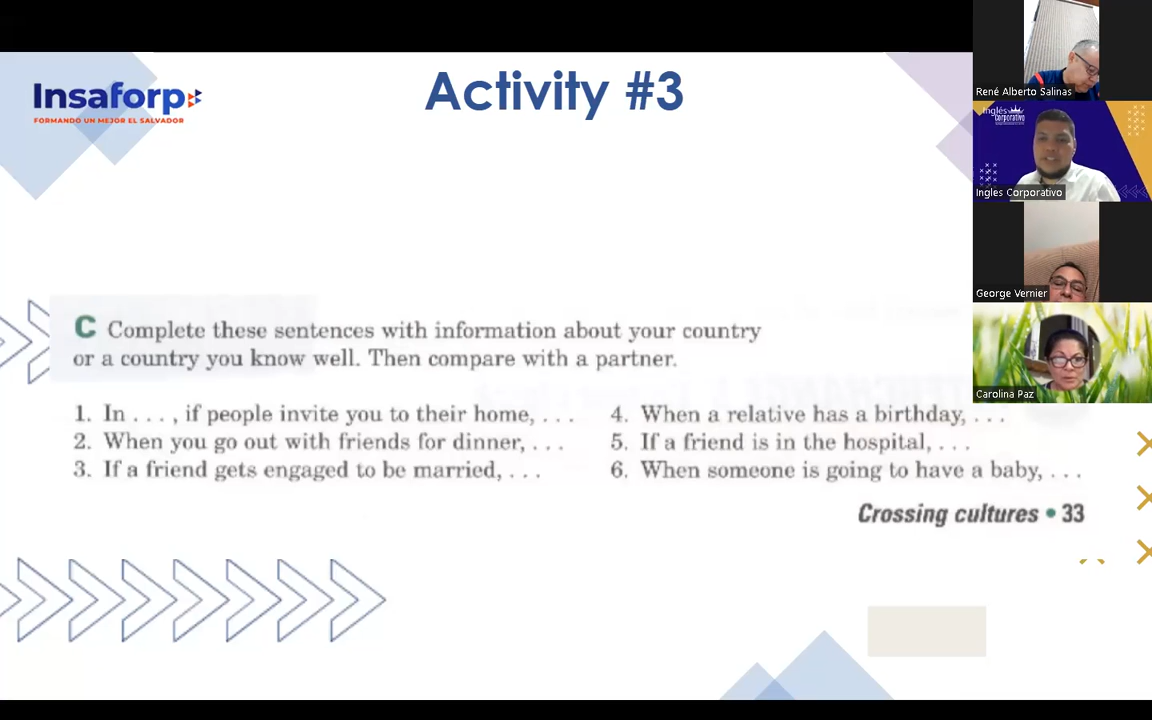 Insaforp
FORMANDO UN MEJOR EL SALVADOR
Activity #3
C Complete these sentences with information about your country
or a country you know well. Then compare with a partner.
1. In . . . , if people invite you to their home, . . .
2. When you go out with friends for dinner, . . .
3. If a friend gets engaged to be married, . . .
4. When a relative has a birthday, . . .
5. If a friend is in the hospital, . . .
6. When someone is going to have a baby, . . .
Crossing cultures • 33
René Alberto Salinas
Inglés
Corporativo
Ingles Corporativo
George Vernier
Carolina Paz